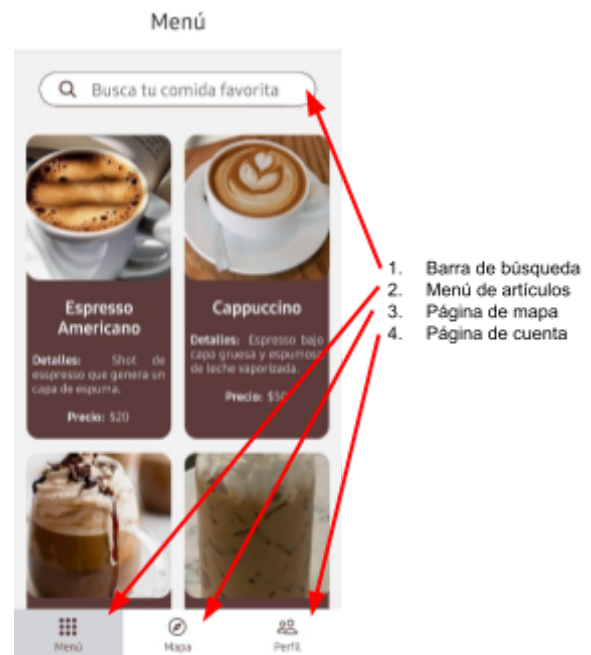 Menú
Busca tu comida favorita
Espresso
Americano
Detalles: Shot de
esspresso que genera un
capa de espuma.
Precio: $20
Cappuccino
Detalles: Espresso bajo
capa gruesa y espumosa
de leche vaporizada.
Precio: $50
1. Barra de búsqueda
2. Menú de artículos
3. Página de mapa
4. Página de cuenta
Menú
Mapa
Perfil